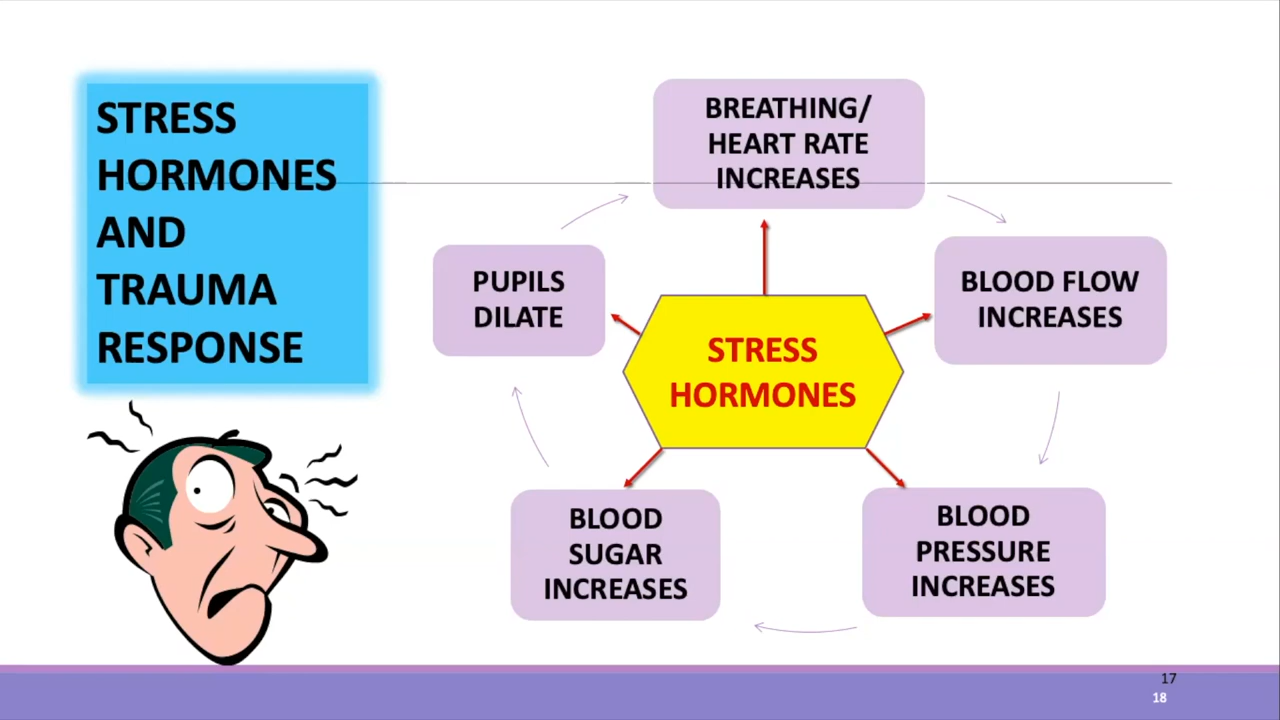 STRESS
HORMONES
AND
TRAUMA
RESPONSE
BREATHING/
HEART RATE
INCREASES
PUPILS
DILATE
BLOOD FLOW
INCREASES
STRESS
HORMONES
BLOOD
SUGAR
INCREASES
BLOOD
PRESSURE
INCREASES
17
18